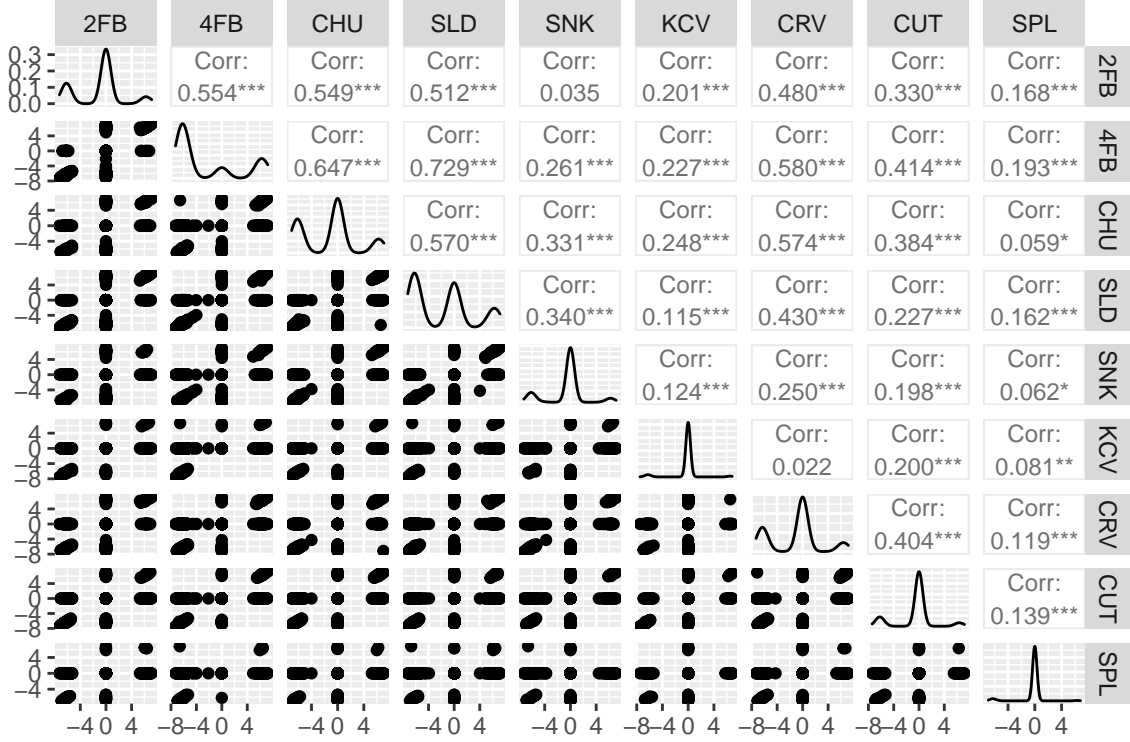 2FB 4FB CHU SLD SNK KCV CRV CUT SPL
0.3 Corr: Corr: Corr: Corr: Corr: Corr: Corr: Corr: 2FB
0.2
0.1 0.554*** 0.549*** 0.512*** 0.035 0.201*** 0.480*** 0.330*** 0.168***
0.0
4 Corr: Corr: Corr: Corr: Corr: Corr: Corr: 4FB
−4 0.647*** 0.729*** 0.261*** 0.227*** 0.580*** 0.414*** 0.193***
−8
4 Corr: Corr: Corr: Corr: Corr: Corr: CHU
0
−4 0.570*** 0.331*** 0.248*** 0.574*** 0.384*** 0.059*
4 Corr: Corr: Corr: Corr: Corr: SLD
0
−4 0.340*** 0.115*** 0.430*** 0.227*** 0.162***
4 Corr: Corr: Corr: Corr: SNK
0
−4 0.124*** 0.250*** 0.198*** 0.062*
4 Corr: Corr: Corr: KCV
0
−4 0.022 0.200*** 0.081**
−8
4 Corr: Corr: CRV
0
−4 0.404*** 0.119***
−8
4 Corr: CUT
0
−4 0.139***
−8
4 SPL
0
−4
−4 0 4 −8 −4 0 4 −4 0 4 −4 0 4 −4 0 4 −8 −4 0 4 −8 −4 0 4 −8 −4 0 4 −4 0 4